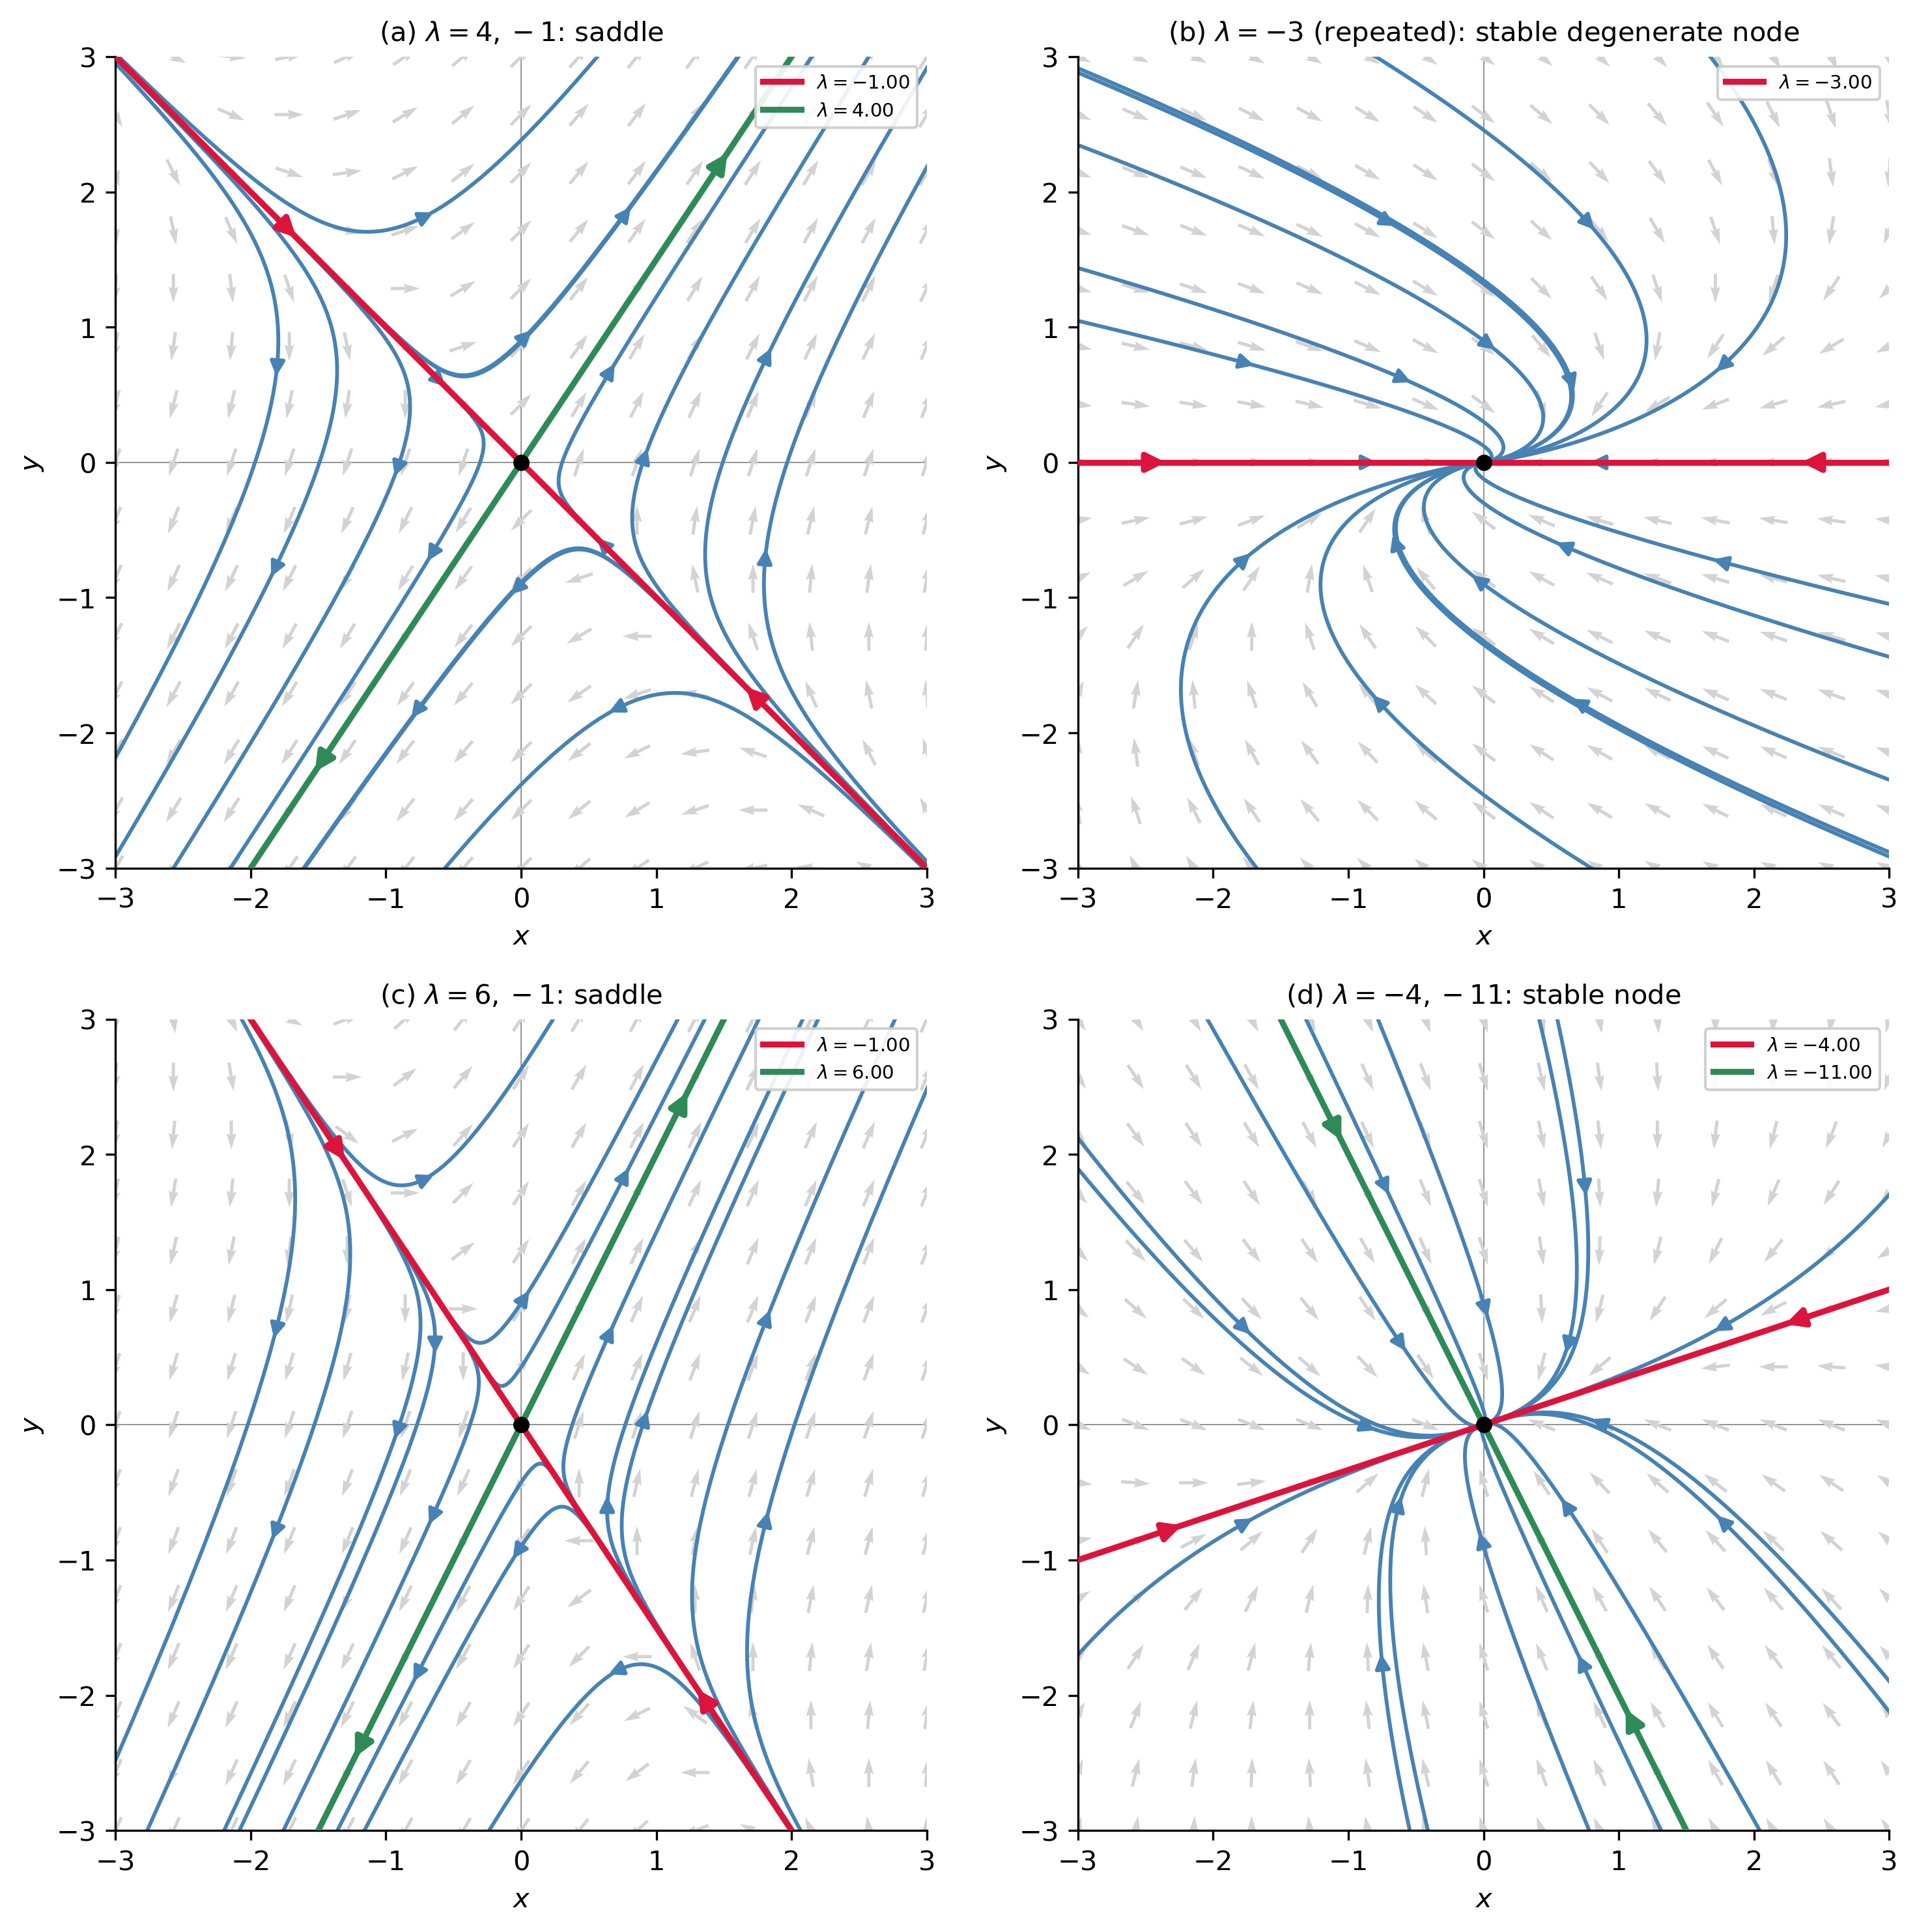 (a) λ = 4, −1: saddle
λ = −1.00
λ = 4.00
3
2
1
0
−1
−2
−3
y
−3 −2 −1 0 1 2 3
x
(b) λ = −3 (repeated): stable degenerate node
λ = −3.00
3
2
1
0
−1
−2
−3
y
−3 −2 −1 0 1 2 3
x
(c) λ = 6, −1: saddle
λ = −1.00
λ = 6.00
3
2
1
0
−1
−2
−3
y
−3 −2 −1 0 1 2 3
x
(d) λ = −4, −11: stable node
λ = −4.00
λ = −11.00
3
2
1
0
−1
−2
−3
y
−3 −2 −1 0 1 2 3
x